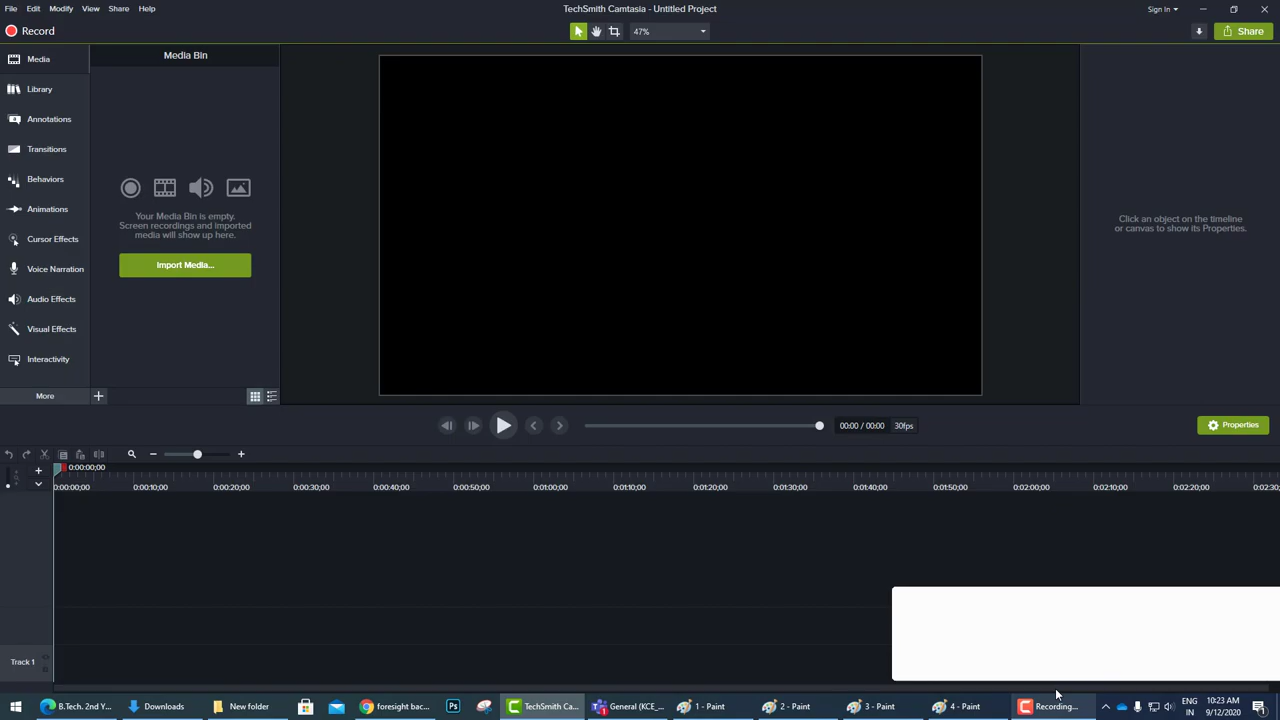 File Edit Modify View Share Help
TechSmith Camtasia - Untitled Project
Sign In
Record
47%
Share
Media
Library
Annotations
Transitions
Behaviors
Animations
Cursor Effects
Voice Narration
Audio Effects
Visual Effects
Interactivity
More
Media Bin
Your Media Bin is empty.
Screen recordings and imported
media will show up here.
Import Media...
Click an object on the timeline
or canvas to show its Properties.
00:00 / 00:00 30fps
Properties
0:00:00;00
0:00:00;00 0:00:10;00 0:00:20;00 0:00:30;00 0:00:40;00 0:00:50;00 0:01:00;00 0:01:10;00 0:01:20;00 0:01:30;00 0:01:40;00 0:01:50;00 0:02:00;00 0:02:10;00 0:02:20;00 0:02:30;
Track 1
B.Tech. 2nd Y... Downloads New folder foresight bac... Ps TechSmith Ca... General (KCE_... 1 - Paint 2 - Paint 3 - Paint 4 - Paint Recording...
ENG
IN
10:23 AM
9/12/2020